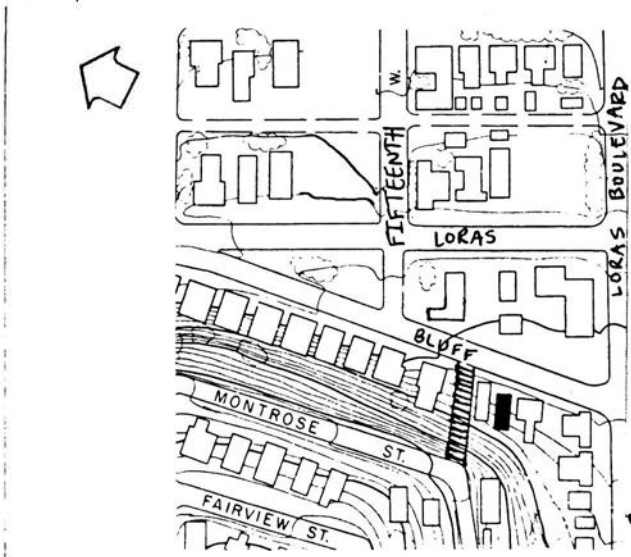 W.
FIFTEENTH
LORAS BOULEVARD
LORAS
BLUFF
MONTROSE ST.
FAIRVIEW ST.